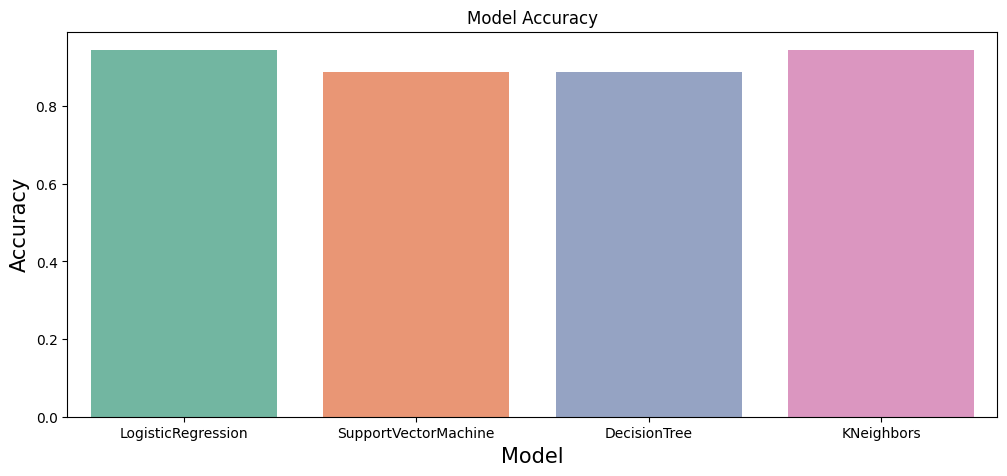 Model Accuracy
Accuracy
0.8
0.6
0.4
0.2
0.0
LogisticRegression SupportVectorMachine DecisionTree KNeighbors
Model